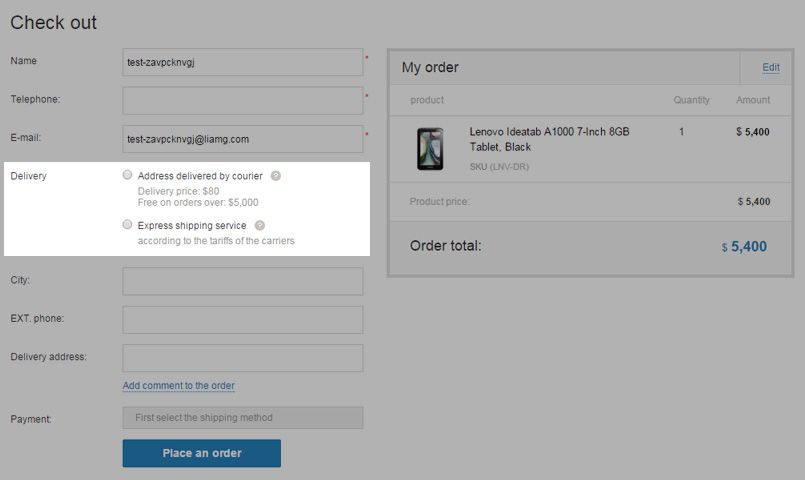 Check out
Name
test-zavpcknvgj
*
Telephone:
*
E-mail:
test-zavpcknvgj@liamg.com
*
Delivery
Address delivered by courier ?
Delivery price: $80
Free on orders over: $5,000
Express shipping service ?
according to the tariffs of the carriers
City:
EXT. phone:
Delivery address:
Add comment to the order
Payment:
First select the shipping method
Place an order
My order
Edit
product Quantity Amount
Lenovo Ideatab A1000 7-Inch 8GB 1 $ 5,400
Tablet, Black
SKU (LNV-DR)
Product price: $ 5,400
Order total: $ 5,400